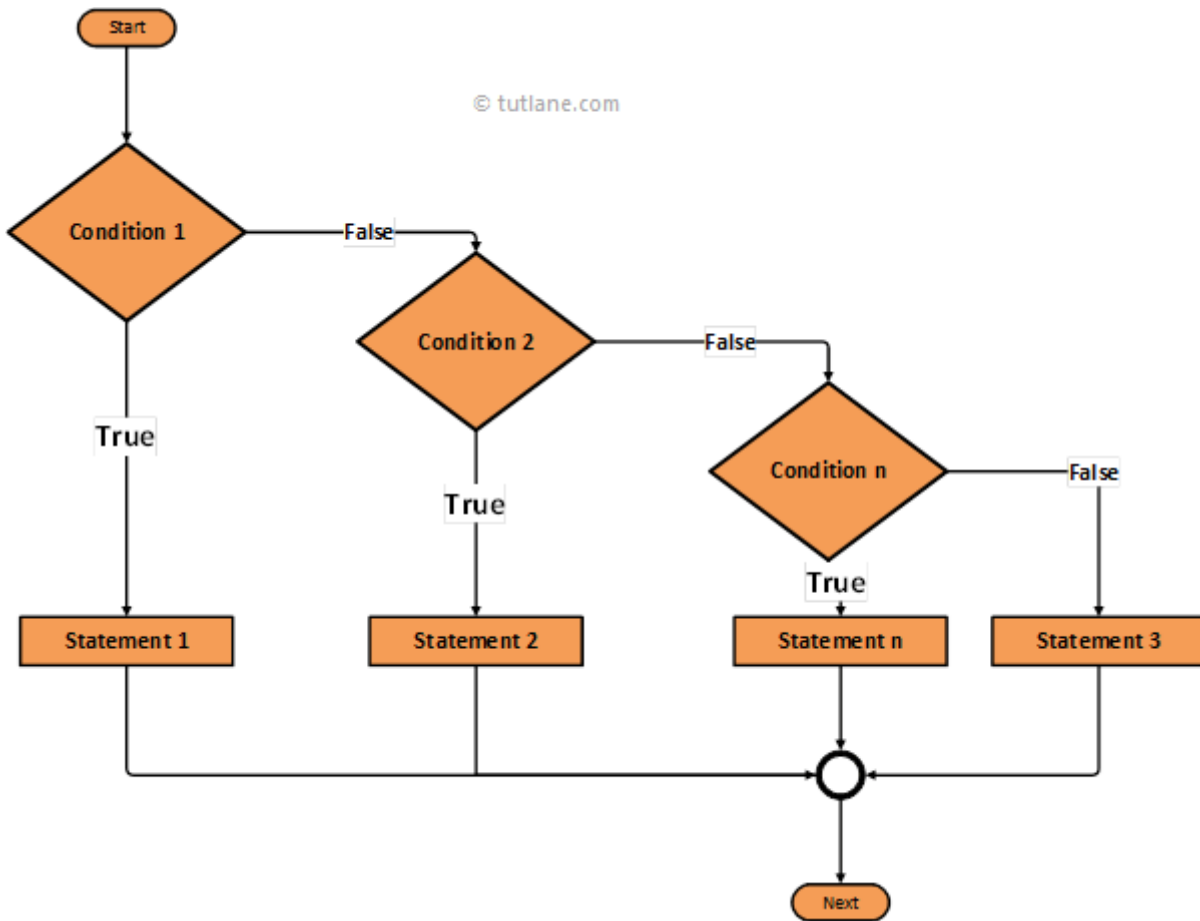 Start
© tutlane.com
Condition 1
False
Condition 2
False
True
Condition n
False
True
True
Statement 1
Statement 2
Statement n
Statement 3
Next